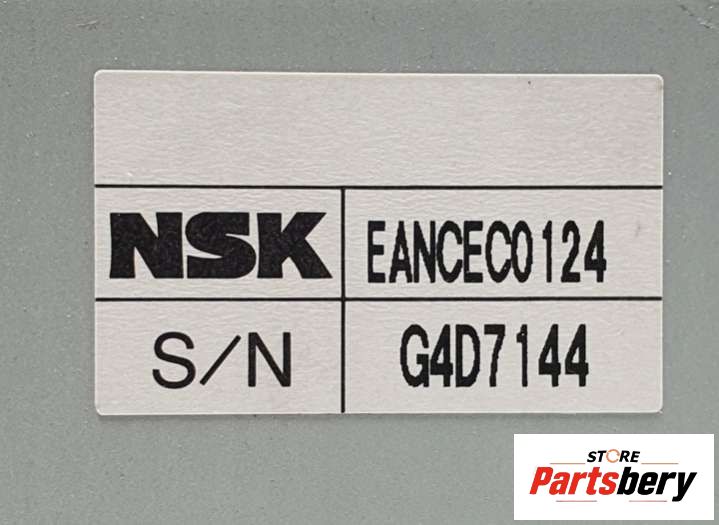 NSK EANCEC0124
S/N G4D7144
STORE
Partsbery